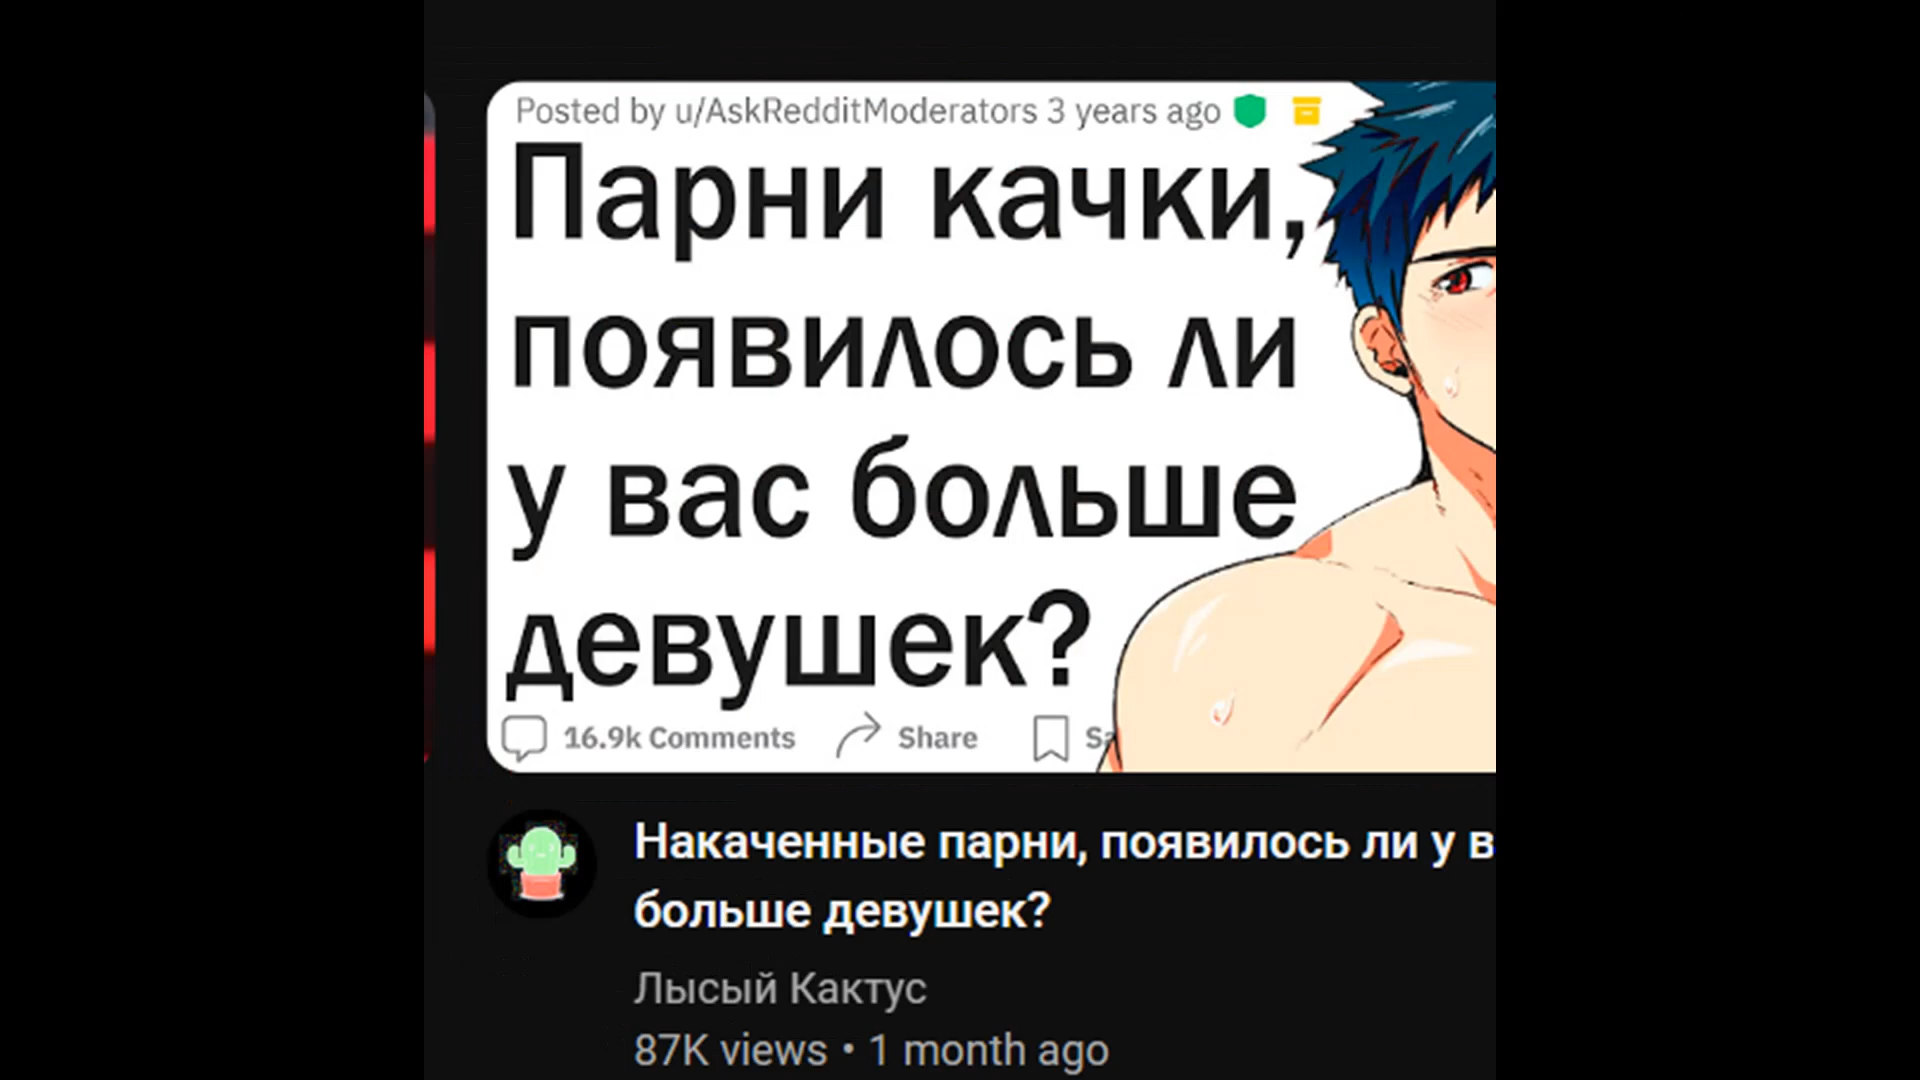 Posted by u/AskRedditModerators 3 years ago
Парни качки,
появилось ли
у вас больше
девушек?
16.9k Comments Share
Накаченные парни, появилось ли у в
больше девушек?
Лысый Кактус
87K views • 1 month ago